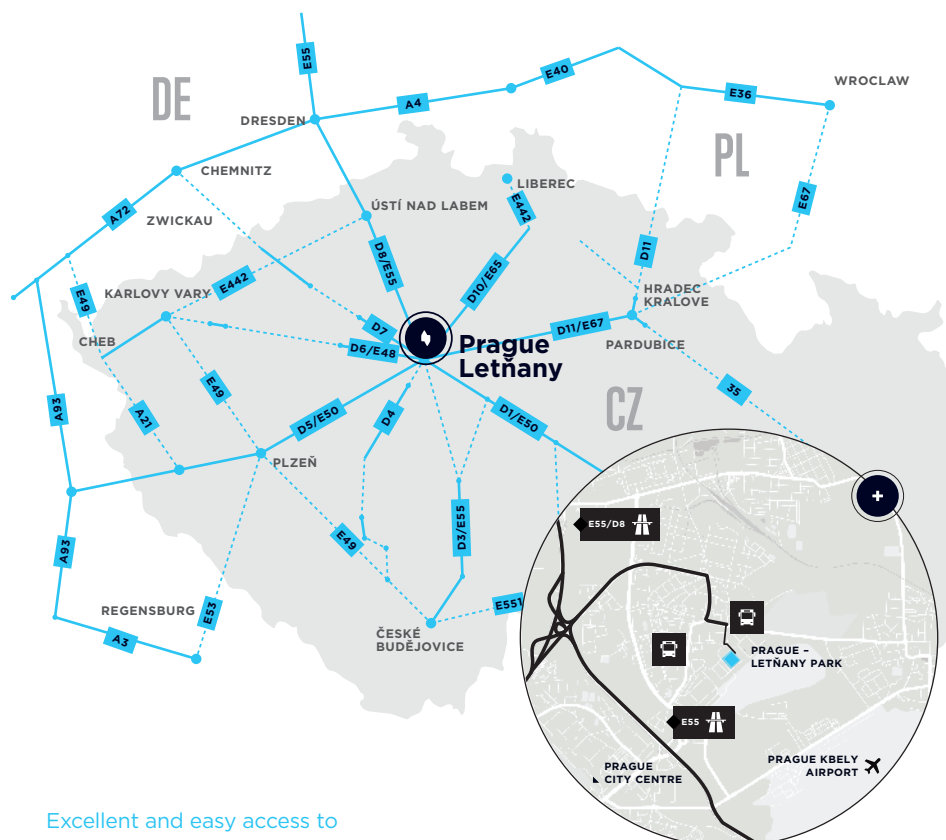 E55
DE
E40
WROCLAW
A4
E36
DRESDEN
PL
CHEMNITZ
LIBEREC
E442
E67
A72
ZWICKAU
ÚSTÍ NAD LABEM
D11
D8/E55
D10/E65
E442
KARLOVY VARY
E49
HRADEC
KRALOVE
D7
D11/E67
CHEB
D6/E48
Prague
Letňany
PARDUBICE
E49
35
A93
A21
D5/E50
D4
D1/E50
CZ
PLZEŇ
E55/D8
A93
E49
D3/E55
REGENSBURG
E53
E551
A3
ČESKÉ
BUDĚJOVICE
PRAGUE –
LETŇANY PARK
E55
PRAGUE
CITY CENTRE
PRAGUE KBELY
AIRPORT
Excellent and easy access to